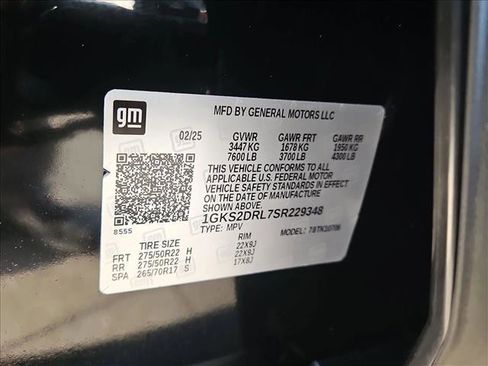 gm
MFD BY GENERAL MOTORS LLC
02/25 GVWR GAWR FRT GAWR RR
3447 KG 1678 KG 1950 KG
7600 LB 3700 LB 4300 LB
THIS VEHICLE CONFORMS TO ALL
APPLICABLE U.S. FEDERAL MOTOR
VEHICLE SAFETY STANDARDS IN EFFECT
ON THE DATE OF MANUFACTURE
SHOWN ABOVE.
1GKS2DRL7SR229348
8555 TYPE: MPV MODEL:
TIRE SIZE RIM
FRT 275/50R22 H 22X9J
RR 275/50R22 H 22X9J
SPA 265/70R17 S 17X8J